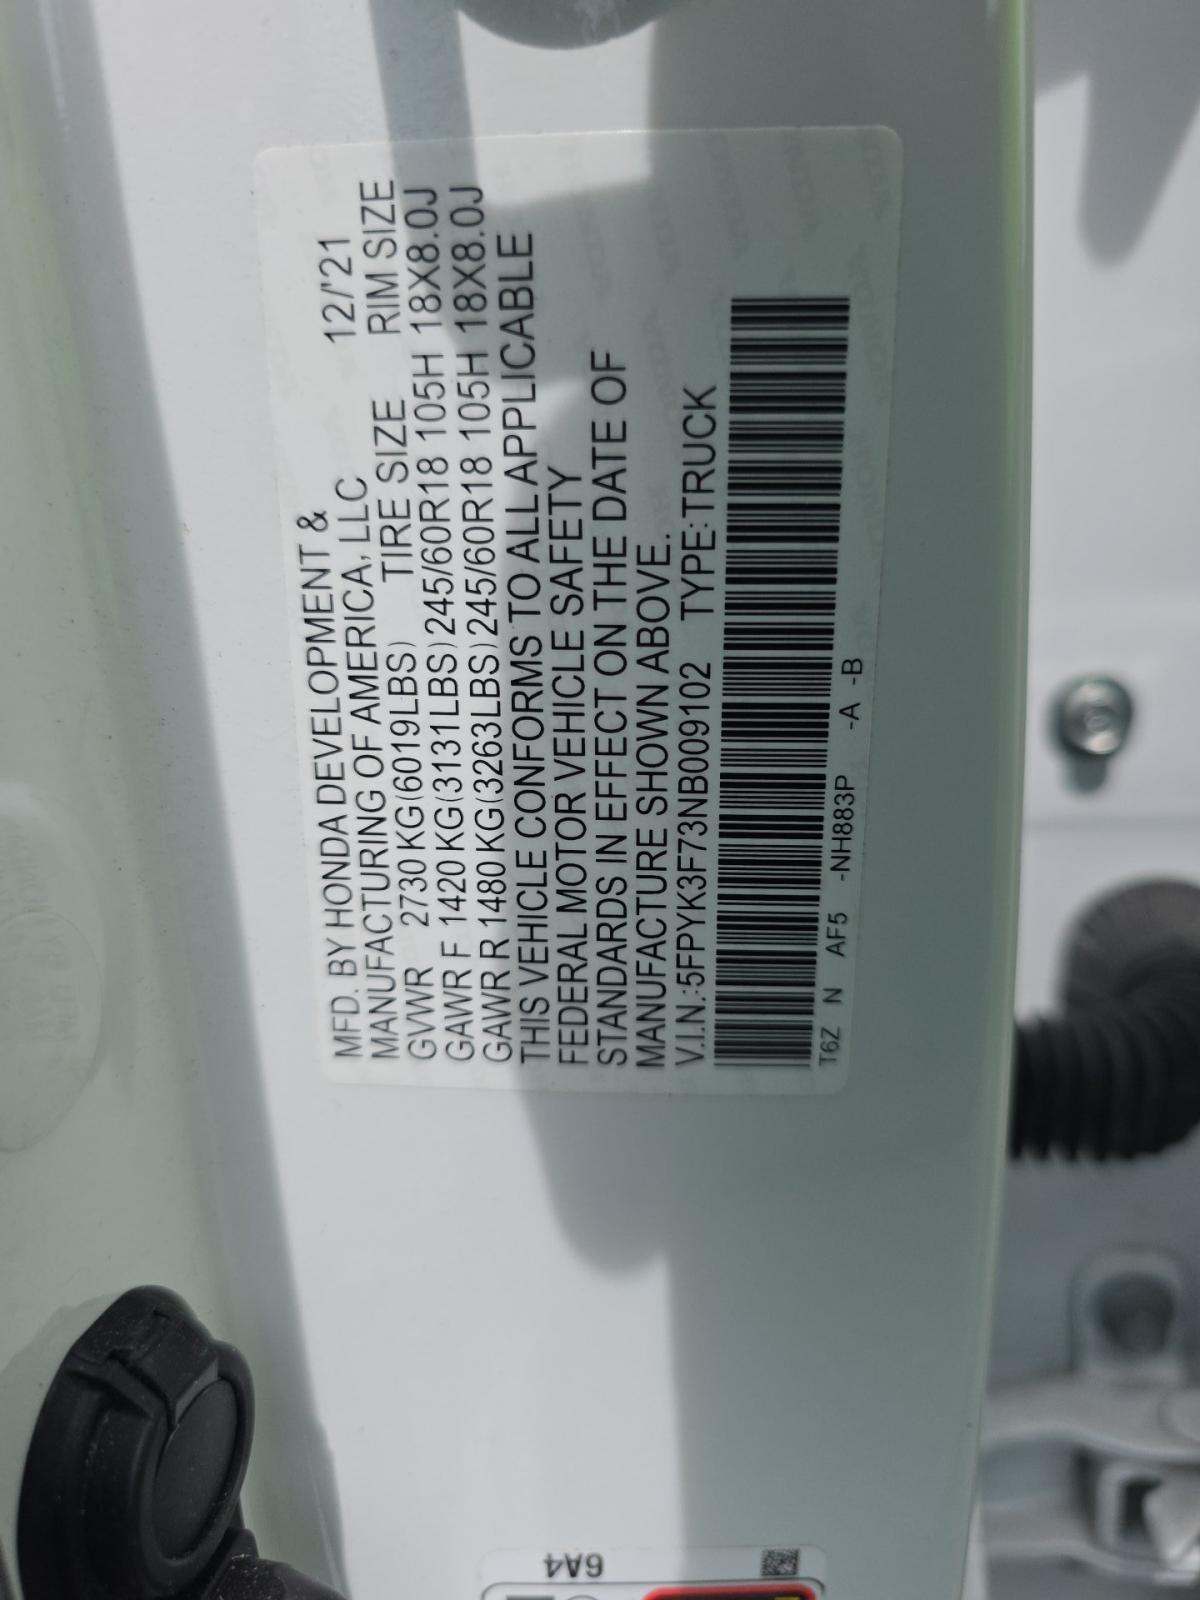 MFD. BY HONDA DEVELOPMENT &
MANUFACTURING OF AMERICA, LLC 12/'21
GVWR 2730 KG(6019LBS) TIRE SIZE RIM SIZE
GAWR F 1420 KG(3131LBS) 245/60R18 105H 18X8.0J
GAWR R 1480 KG(3263LBS) 245/60R18 105H 18X8.0J
THIS VEHICLE CONFORMS TO ALL APPLICABLE
FEDERAL MOTOR VEHICLE SAFETY
STANDARDS IN EFFECT ON THE DATE OF
MANUFACTURE SHOWN ABOVE.
V.I.N.:5FPYK3F73NB009102 TYPE:TRUCK
T6Z N AF5 -NH883P -A -B
6A4